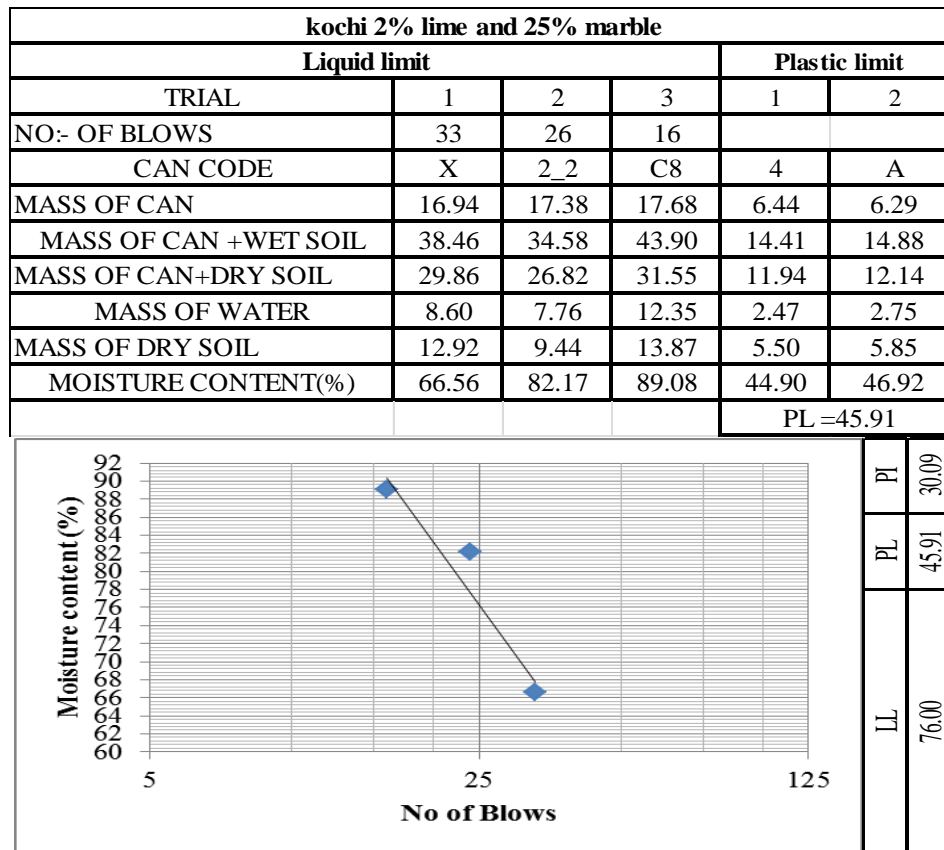 kochi 2% lime and 25% marble
Liquid limit Plastic limit
TRIAL 1 2 3 1 2
NO:- OF BLOWS 33 26 16
CAN CODE X 2_2 C8 4 A
MASS OF CAN 16.94 17.38 17.68 6.44 6.29
MASS OF CAN +WET SOIL 38.46 34.58 43.90 14.41 14.88
MASS OF CAN+DRY SOIL 29.86 26.82 31.55 11.94 12.14
MASS OF WATER 8.60 7.76 12.35 2.47 2.75
MASS OF DRY SOIL 12.92 9.44 13.87 5.50 5.85
MOISTURE CONTENT(%) 66.56 82.17 89.08 44.90 46.92
PL =45.91
Moisture content (%)
92
90
88
86
84
82
80
78
76
74
72
70
68
66
64
62
60
5 25 125
No of Blows
PI 30.09
PL 45.91
LL 76.00